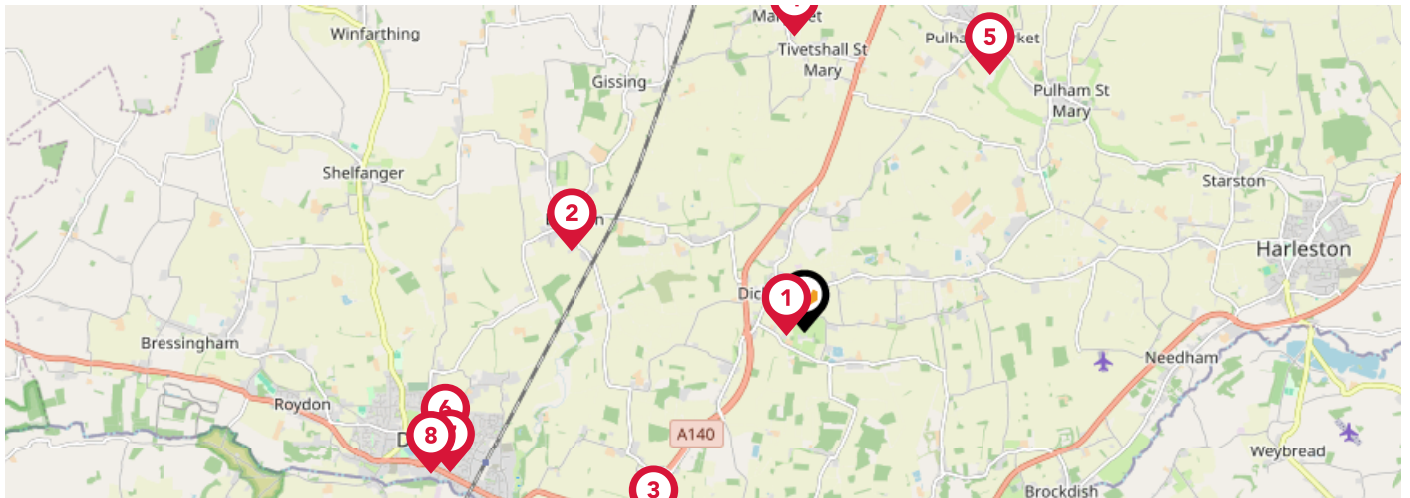 Winfarthing
Tivetshall St
Mary
5
Gissing
Pulham St
Mary
Shelfanger
Starston
2
Harleston
1
Bressingham
Needham
Roydon
6
8
A140
Weybread
3
Brockdish